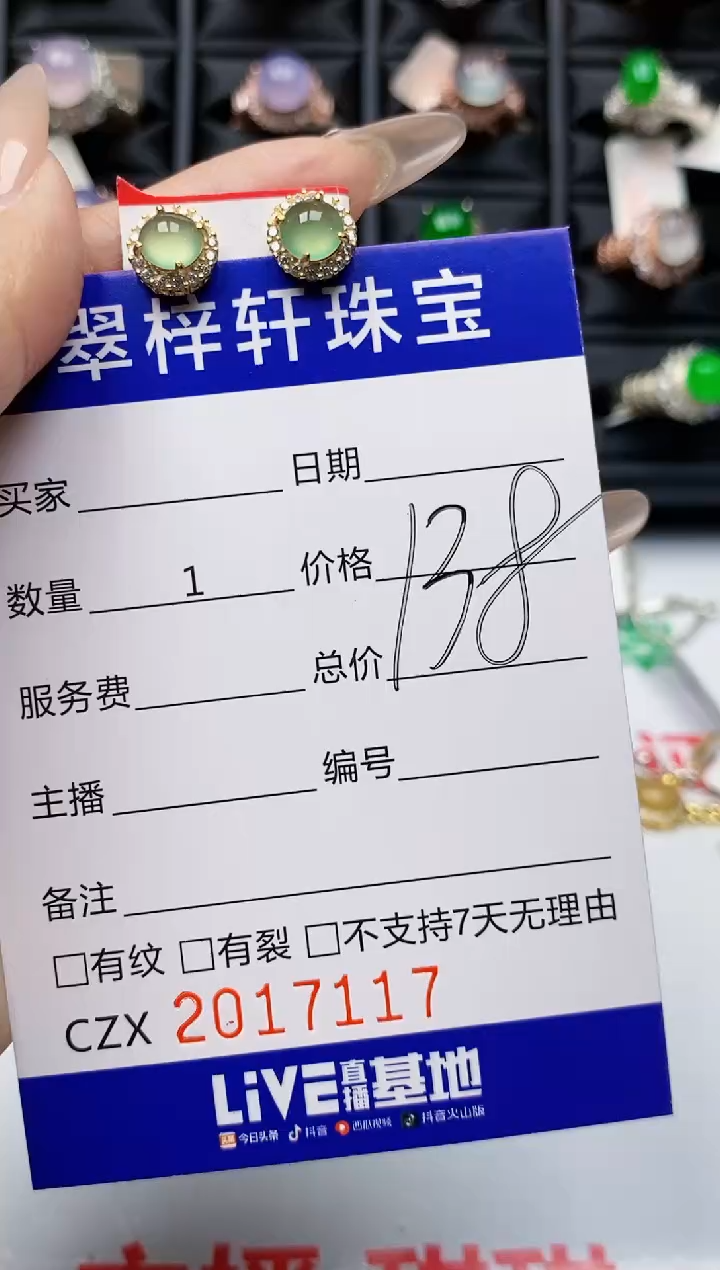 翠梓轩珠宝
买家 日期
数量 1 价格 138
服务费 总价
主播 编号
备注
□有纹 □有裂 □不支持7天无理由
CZX 2017117
LiVE直播基地
今日头条 抖音 西瓜视频 抖音火山版